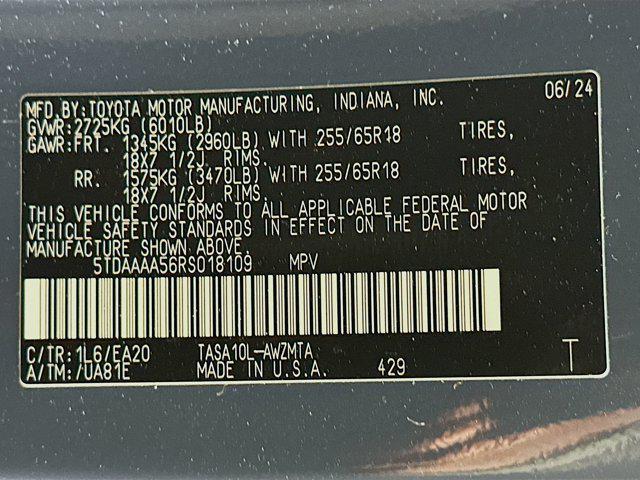 MFD.BY:TOYOTA MOTOR MANUFACTURING, INDIANA, INC. 06/24
GVWR:2725KG (6010LB)
GAWR:FRT. 1345KG (2960LB) WITH 255/65R18 TIRES,
18X7 1/2J RIMS.
RR. 1575KG (3470LB) WITH 255/65R18 TIRES,
18X7 1/2J RIMS.
THIS VEHICLE CONFORMS TO ALL APPLICABLE FEDERAL MOTOR
VEHICLE SAFETY STANDARDS IN EFFECT ON THE DATE OF
MANUFACTURE SHOWN ABOVE.
5TDAAAA56RS018109 MPV
C/TR:1L6/EA20 TASA10L-AWZMTA
A/TM:/UA81E MADE IN U.S.A. 429 T